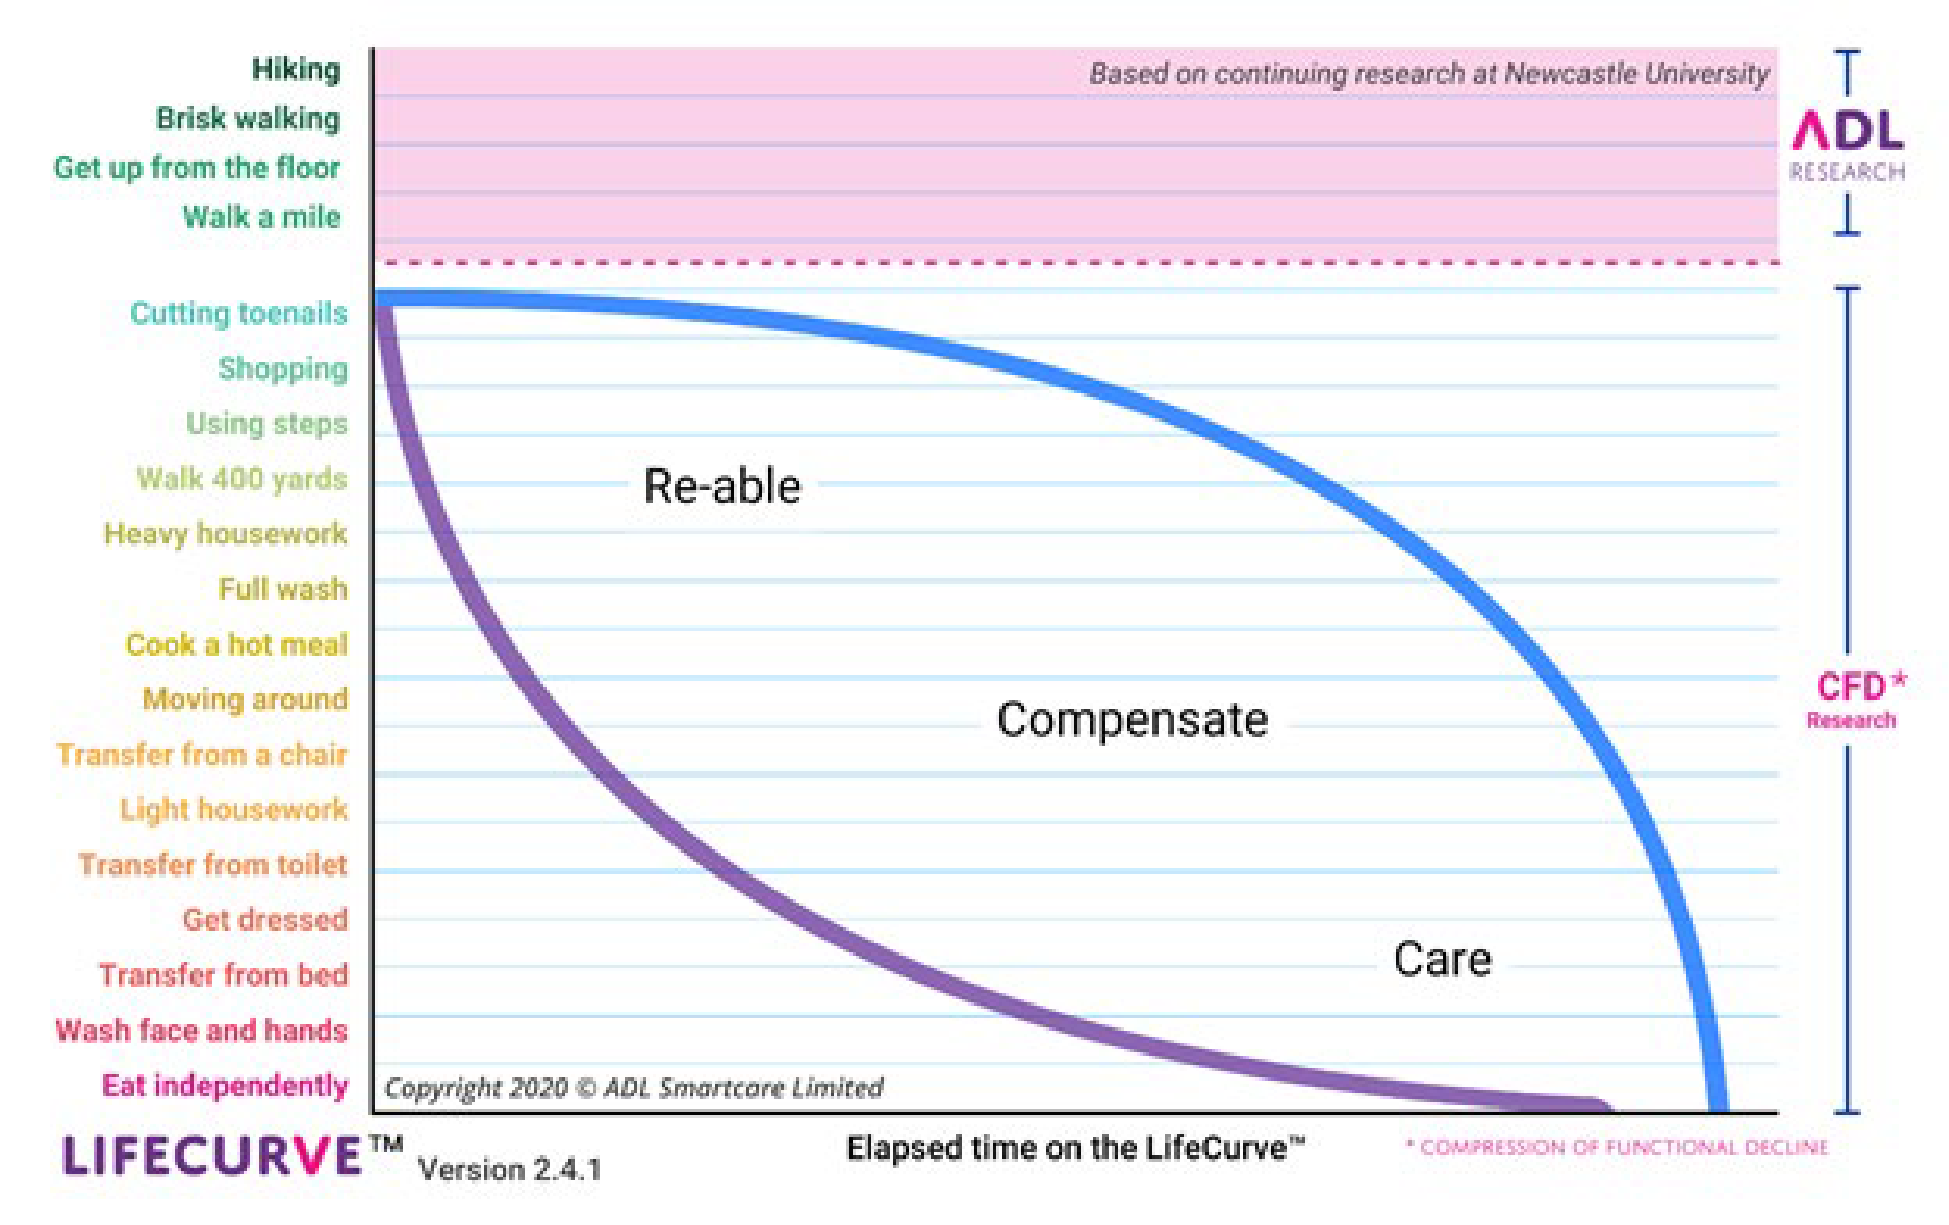 Hiking
Based on continuing research at Newcastle University
Brisk walking
Get up from the floor
Walk a mile
ADL
RESEARCH
Cutting toenails
Shopping
Using steps
Walk 400 yards
Heavy housework
Full wash
Cook a hot meal
Moving around
Transfer from a chair
Light housework
Transfer from toilet
Get dressed
Transfer from bed
Wash face and hands
Eat independently
Re-able
Compensate
Care
CFD*
Research
Copyright 2020 © ADL Smartcare Limited
LIFECURVE™
Version 2.4.1
Elapsed time on the LifeCurve™
* COMPRESSION OF FUNCTIONAL DECLINE